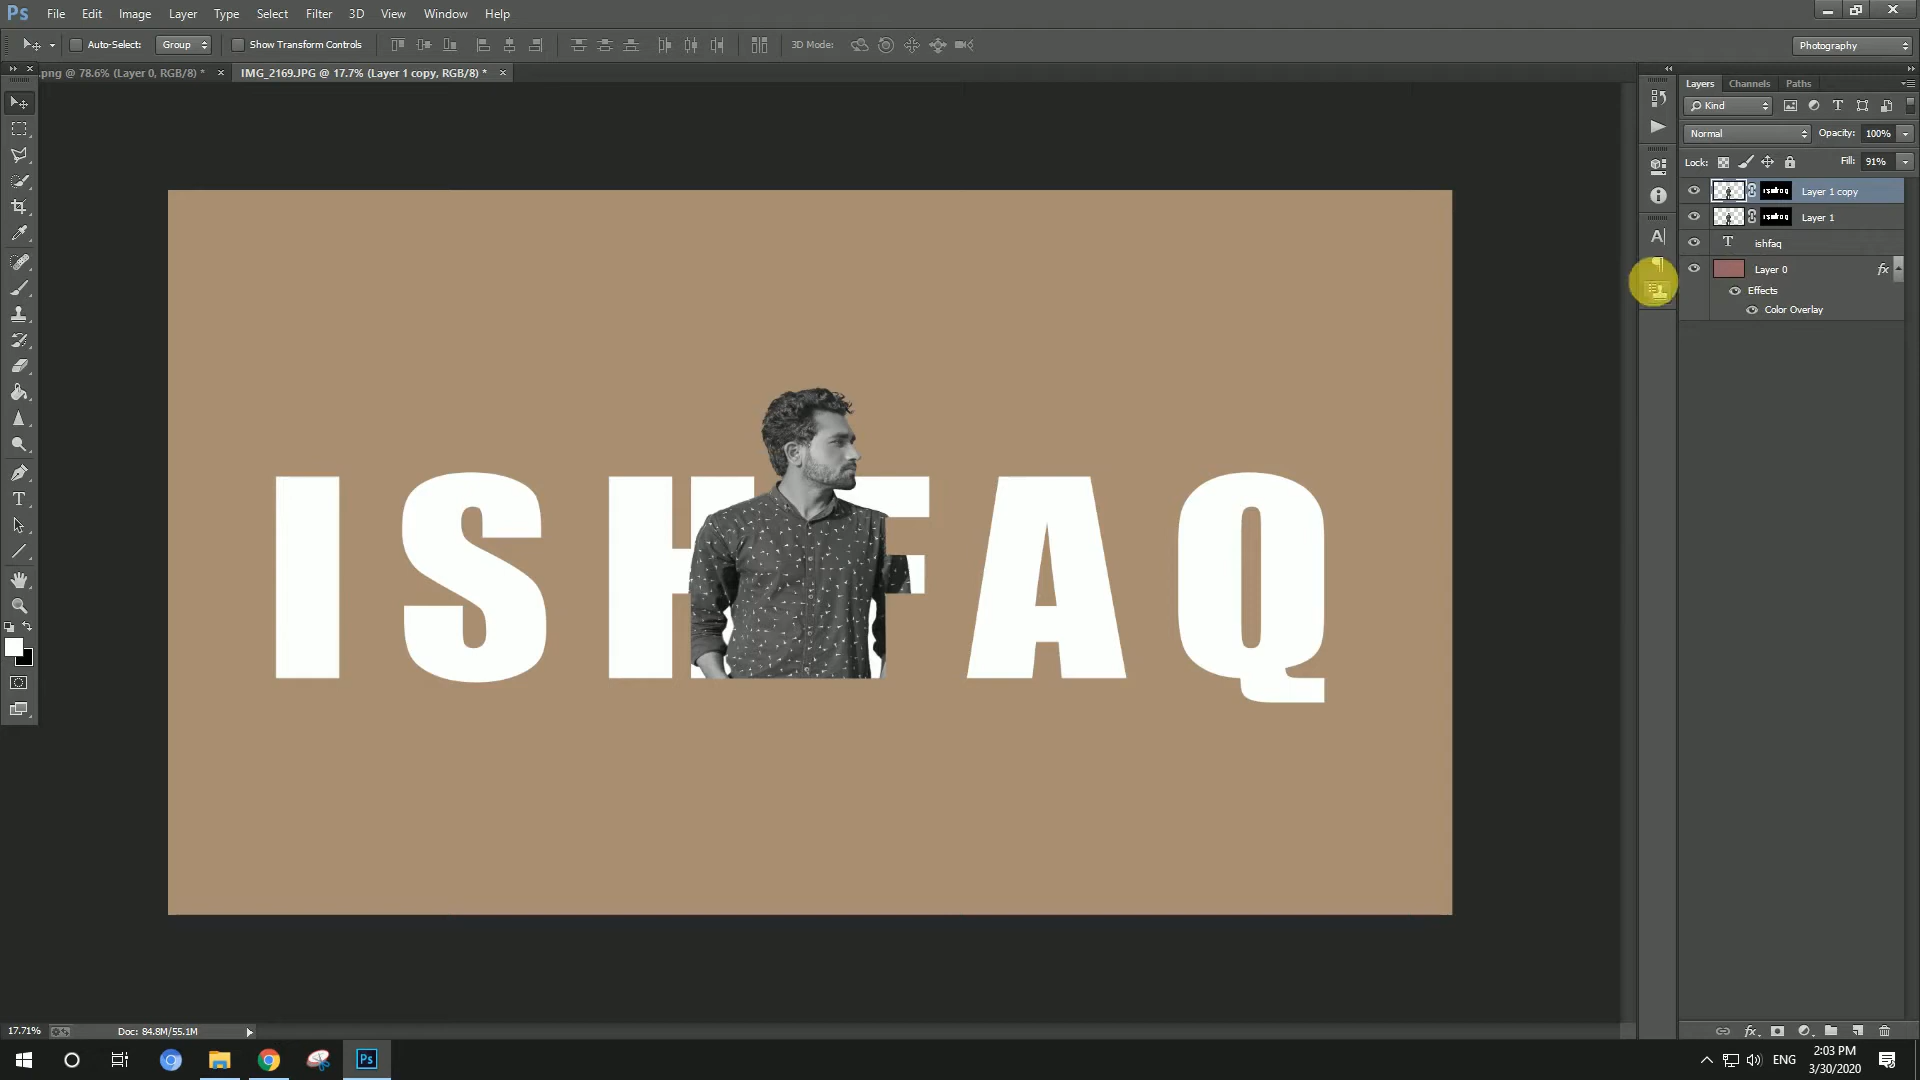 Ps File Edit Image Layer Type Select Filter 3D View Window Help
Auto-Select: Group Show Transform Controls 3D Mode: Photography
.png @ 78.6% (Layer 0, RGB/8) * × IMG_2169.JPG @ 17.7% (Layer 1 copy, RGB/8) * ×
Layers Channels Paths
Kind
Normal Opacity: 100%
Lock: Fill: 91%
Layer 1 copy
Layer 1
ishfaq
Layer 0 fx
Effects
Color Overlay
ISHFAQ
17.71% Doc: 84.8M/55.1M
Ps ENG 2:03 PM
3/30/2020